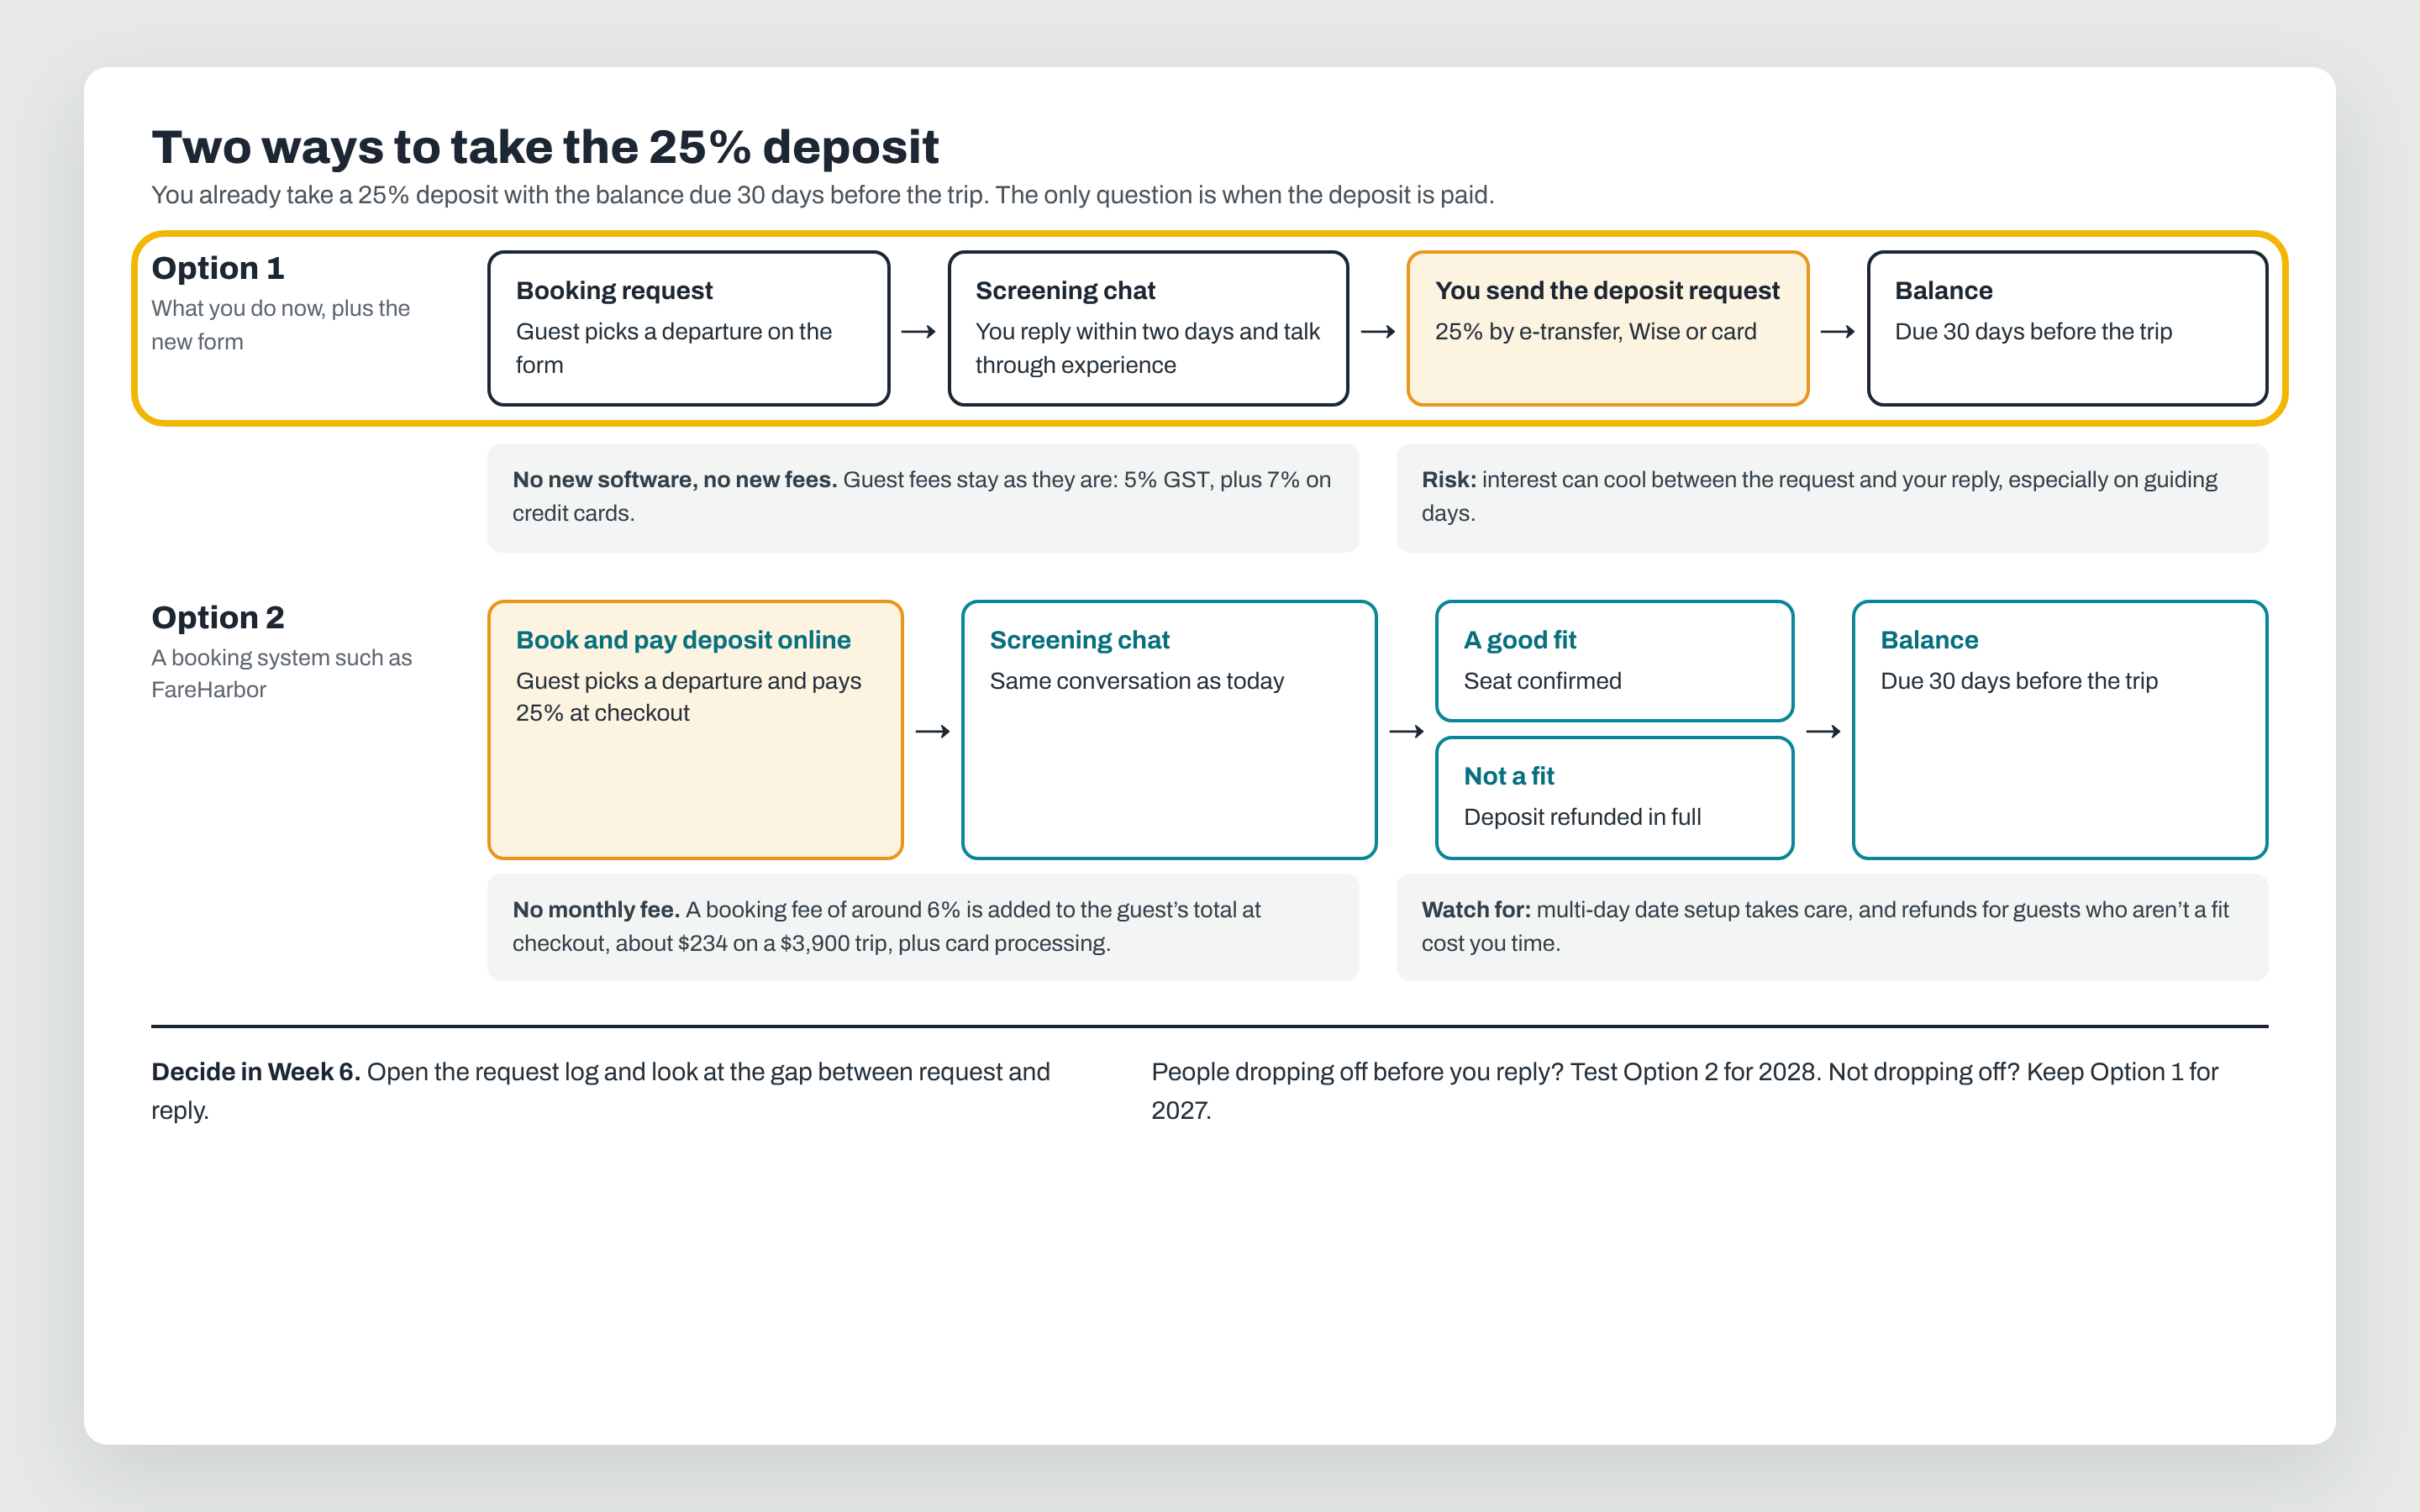 Two ways to take the 25% deposit
You already take a 25% deposit with the balance due 30 days before the trip. The only question is when the deposit is paid.
Option 1
What you do now, plus the
new form
Booking request
Guest picks a departure on the
form
→
Screening chat
You reply within two days and talk
through experience
→
You send the deposit request
25% by e-transfer, Wise or card
→
Balance
Due 30 days before the trip
No new software, no new fees. Guest fees stay as they are: 5% GST, plus 7% on
credit cards.
Risk: interest can cool between the request and your reply, especially on guiding
days.
Option 2
A booking system such as
FareHarbor
Book and pay deposit online
Guest picks a departure and pays
25% at checkout
→
Screening chat
Same conversation as today
→
A good fit
Seat confirmed
Not a fit
Deposit refunded in full
→
Balance
Due 30 days before the trip
No monthly fee. A booking fee of around 6% is added to the guest’s total at
checkout, about $234 on a $3,900 trip, plus card processing.
Watch for: multi-day date setup takes care, and refunds for guests who aren’t a fit
cost you time.
Decide in Week 6. Open the request log and look at the gap between request and
reply.
People dropping off before you reply? Test Option 2 for 2028. Not dropping off? Keep Option 1 for
2027.